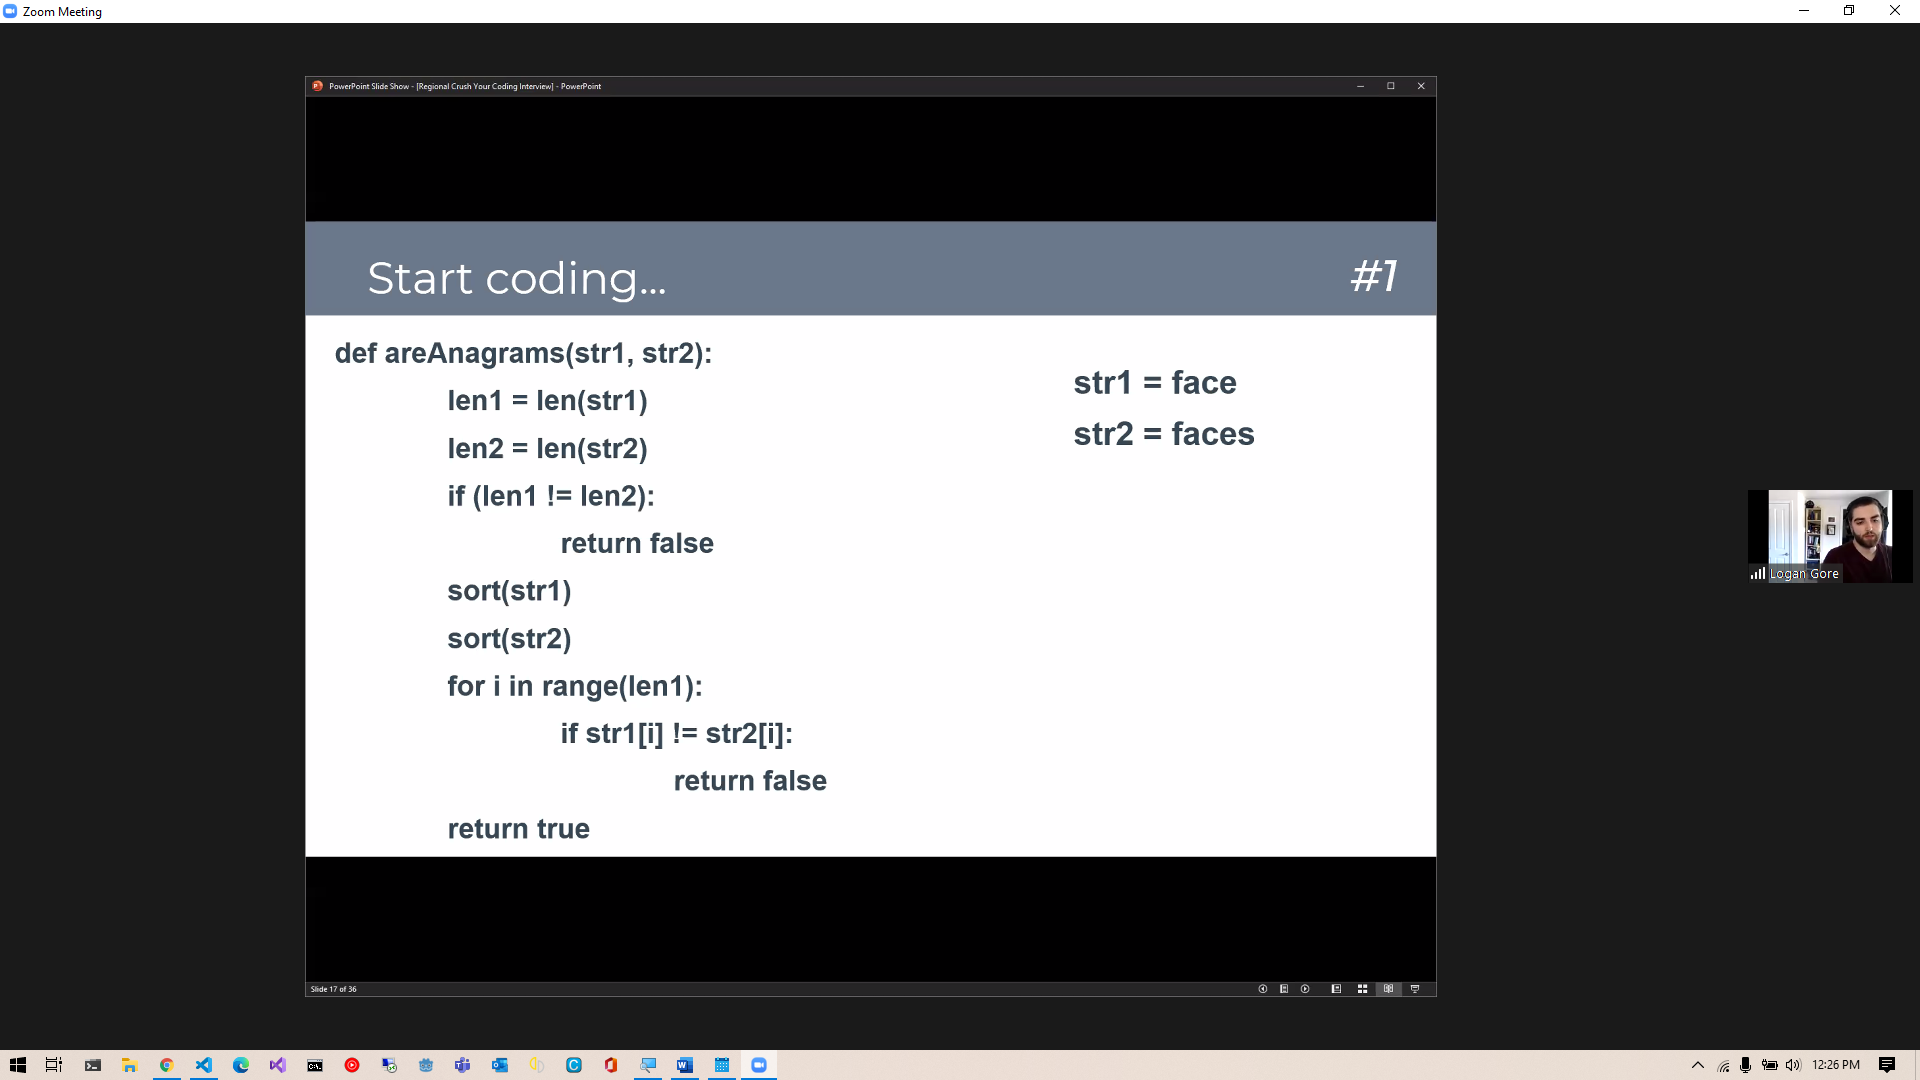 Zoom Meeting
PowerPoint Slide Show - [Regional Crush Your Coding Interview] - PowerPoint
Start coding...
#1
def areAnagrams(str1, str2):
len1 = len(str1)
len2 = len(str2)
if (len1 != len2):
return false
sort(str1)
sort(str2)
for i in range(len1):
if str1[i] != str2[i]:
return false
return true
str1 = face
str2 = faces
Logan Gore
Slide 17 of 36
12:26 PM